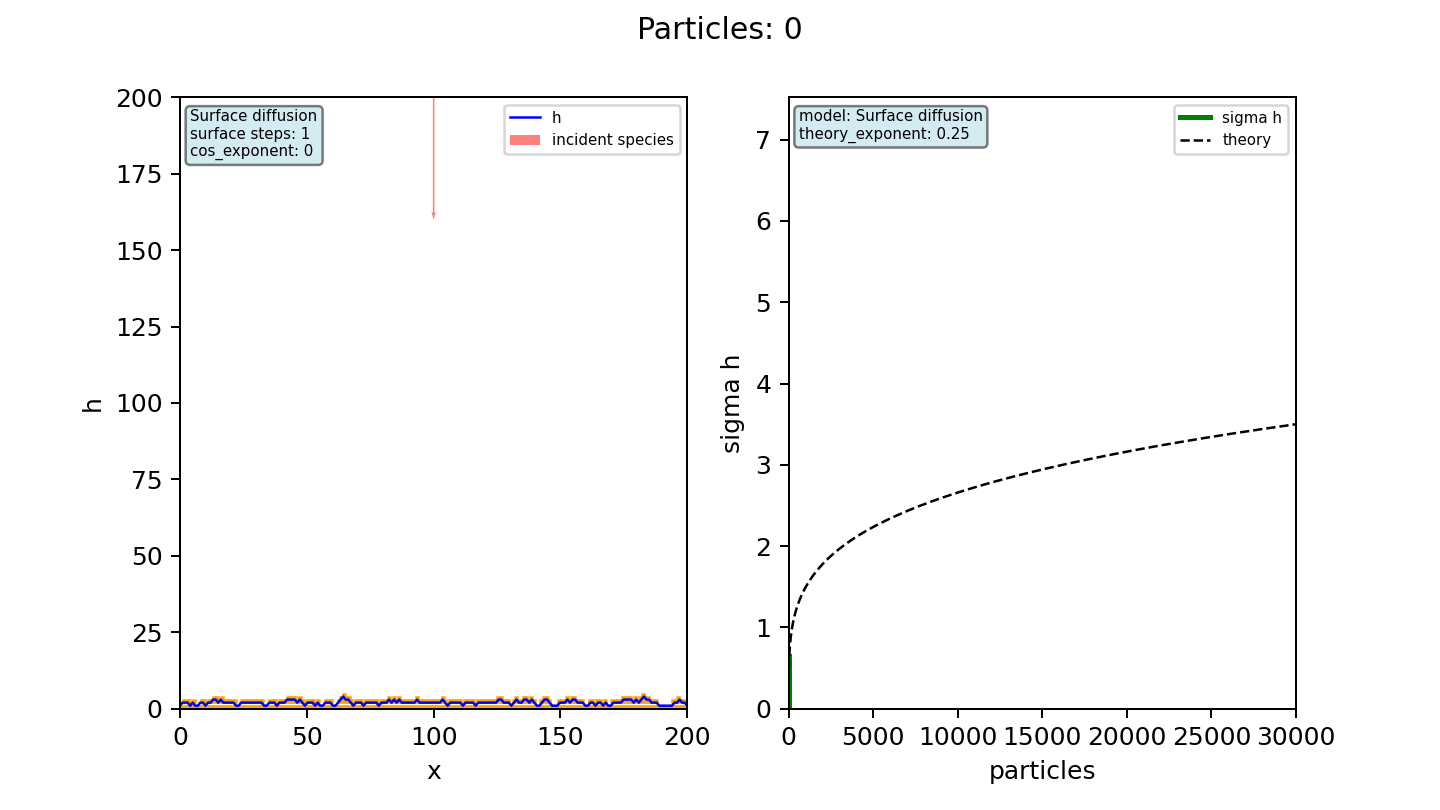 Particles: 0
200
175
150
125
100
75
50
25
0
h
Surface diffusion
surface steps: 1
cos_exponent: 0
h
incident species
0
50
100
150
200
x
7
6
5
4
3
2
1
0
sigma h
model: Surface diffusion
theory_exponent: 0.25
sigma h
theory
0
5000
10000
15000
20000
25000
30000
particles